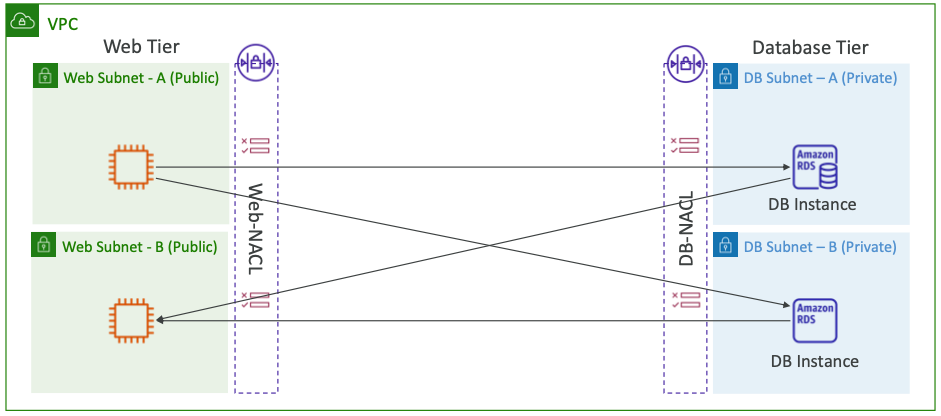 VPC
Web Tier
Database Tier
Web Subnet - A (Public)
DB Subnet – A (Private)
Amazon
RDS
DB Instance
Web-NACL
DB-NACL
Web Subnet - B (Public)
DB Subnet – B (Private)
Amazon
RDS
DB Instance